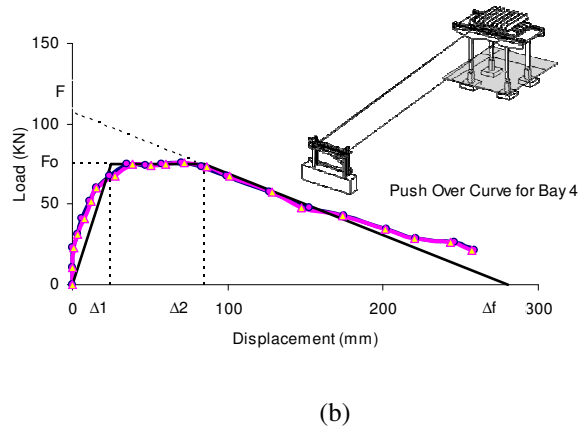 150
F
100
Fo
50
0
Load (KN)
Push Over Curve for Bay 4
0 Δ1 Δ2 100 200 Δf 300
Displacement (mm)
(b)